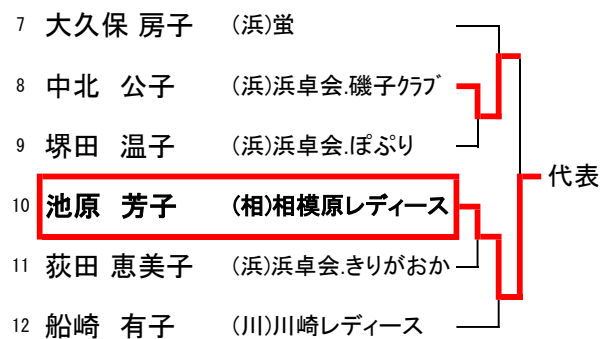 7 大久保 房子 (浜)蛍
8 中北 公子 (浜)浜卓会.磯子クラブ
9 堺田 温子 (浜)浜卓会.ぽぷり
代表
10 池原 芳子 (相)相模原レディース
11 荻田 恵美子 (浜)浜卓会.きりがおか
12 船崎 有子 (川)川崎レディース